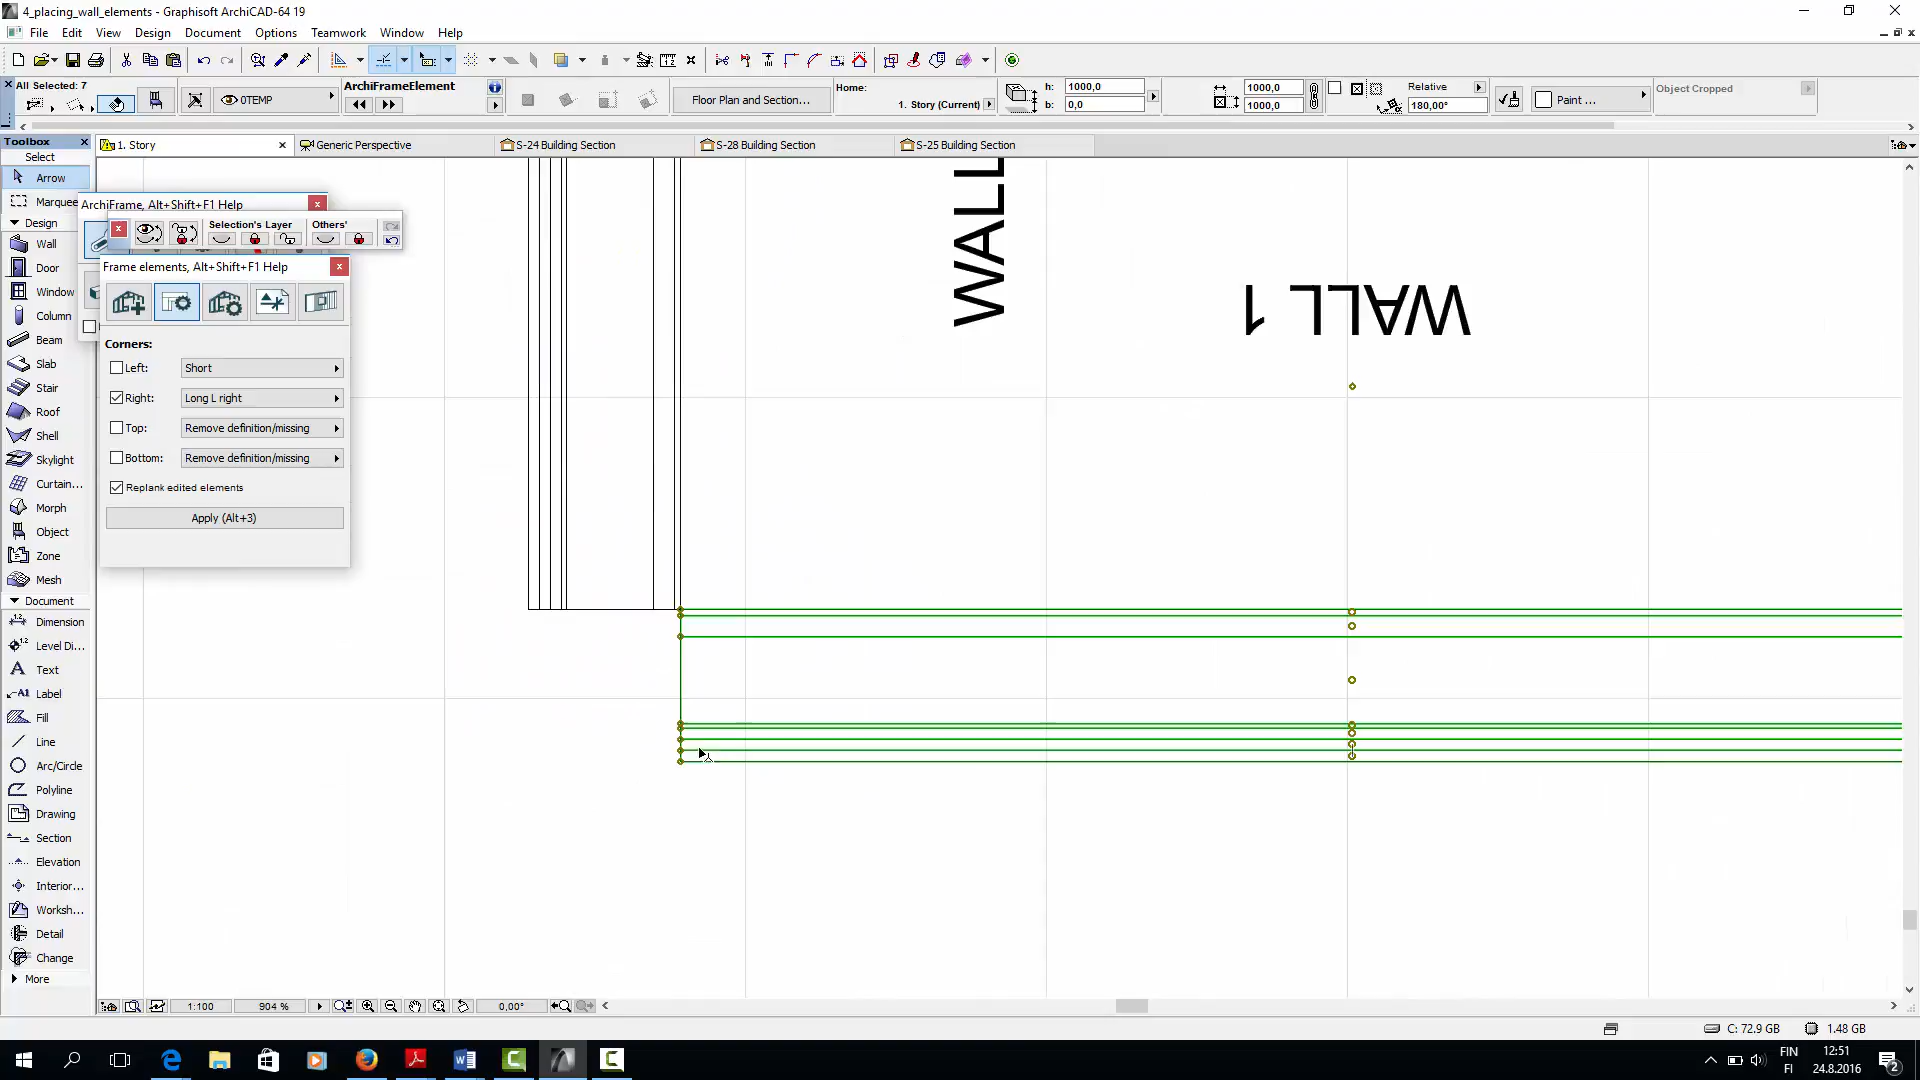 4_placing_wall_elements - Graphisoft ArchiCAD-64 19
File Edit View Design Document Options Teamwork Window Help
All Selected: 7
0TEMP
ArchiFrameElement
Floor Plan and Section...
Home:
1. Story (Current)
h: 1000,0
b: 0,0
1000,0
1000,0
Relative
180,00°
Paint ...
Object Cropped
Toolbox
Select
Arrow
Marquee
Design
Wall
Door
Window
Column
Beam
Slab
Stair
Roof
Shell
Skylight
Curtain...
Morph
Object
Zone
Mesh
Document
Dimension
Level Di...
Text
Label
Fill
Line
Arc/Circle
Polyline
Drawing
Section
Elevation
Interior...
Worksh...
Detail
Change
More
1. Story
Generic Perspective
S-24 Building Section
S-28 Building Section
S-25 Building Section
ArchiFrame, Alt+Shift+F1 Help
Selection's Layer
Others'
Frame elements, Alt+Shift+F1 Help
Corners:
Left: Short
Right: Long L right
Top: Remove definition/missing
Bottom: Remove definition/missing
Replank edited elements
Apply (Alt+3)
WALL
WALL 1
1:100
904 %
0,00°
C: 72.9 GB
1.48 GB
FIN
FI
12:51
24.8.2016
2